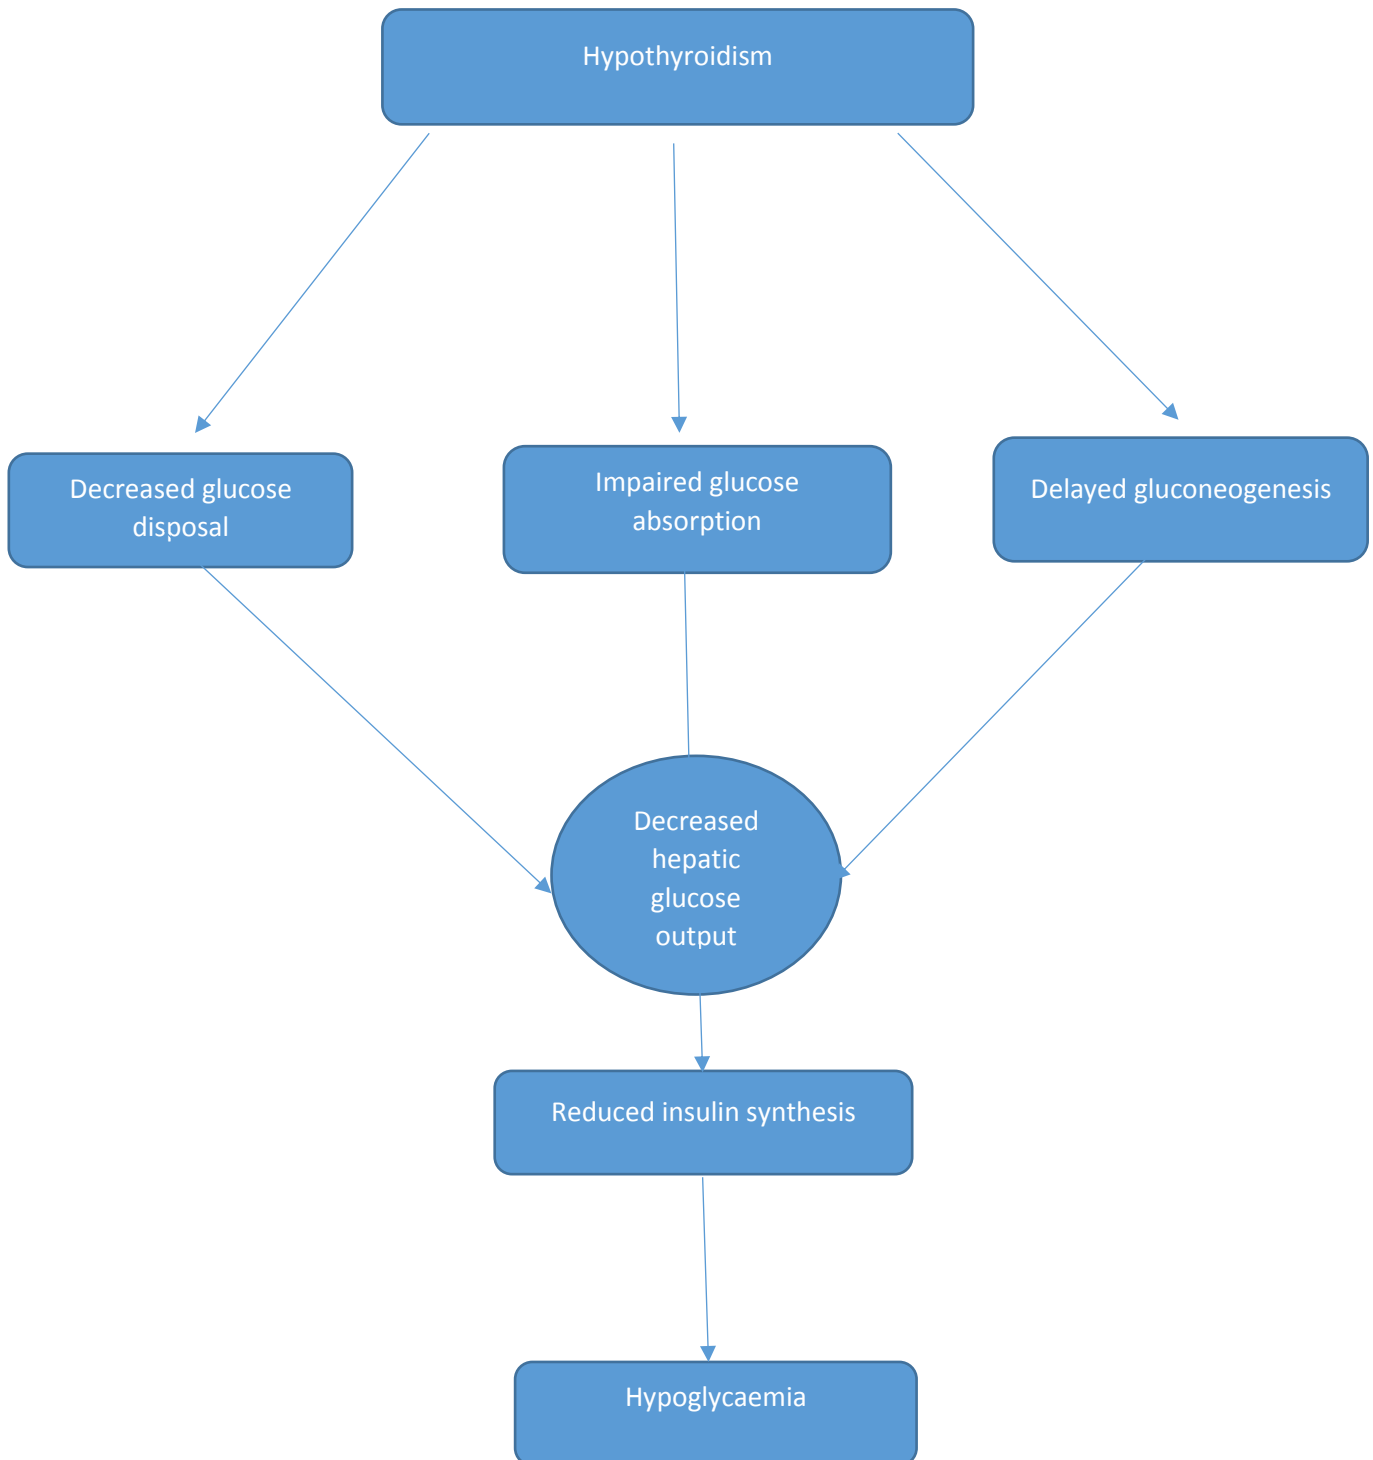 Hypothyroidism
Decreased glucose
disposal
Impaired glucose
absorption
Delayed gluconeogenesis
Decreased
hepatic
glucose
output
Reduced insulin synthesis
Hypoglycaemia